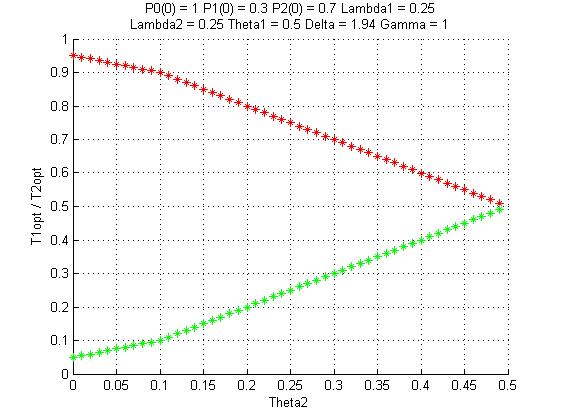 P0(0) = 1 P1(0) = 0.3 P2(0) = 0.7 Lambda1 = 0.25
Lambda2 = 0.25 Theta1 = 0.5 Delta = 1.94 Gamma = 1
1
0.9
0.8
0.7
0.6
0.5
0.4
0.3
0.2
0.1
0
T1opt / T2opt
0 0.05 0.1 0.15 0.2 0.25 0.3 0.35 0.4 0.45 0.5
Theta2